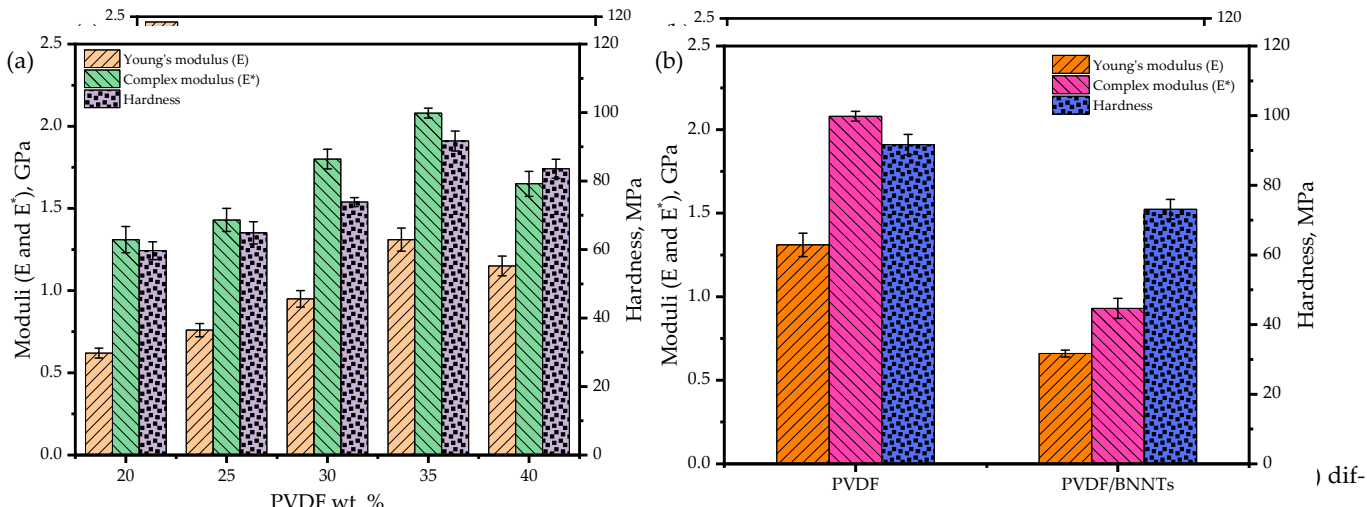 2.5
120
120
(a)
2.5
120
Young's modulus (E)
Complex modulus (E*)
Hardness
2.0
1.5
1.0
0.5
0.0
100
80
60
40
20
0
Moduli (E and E*), GPa
Hardness, MPa
20
25
30
35
40
PVDF wt. %
(b)
2.5
120
Young's modulus (E)
Complex modulus (E*)
Hardness
2.0
1.5
1.0
0.5
0.0
100
80
60
40
20
0
Moduli (E and E*), GPa
Hardness, MPa
PVDF
PVDF/BNNTs
) dif-